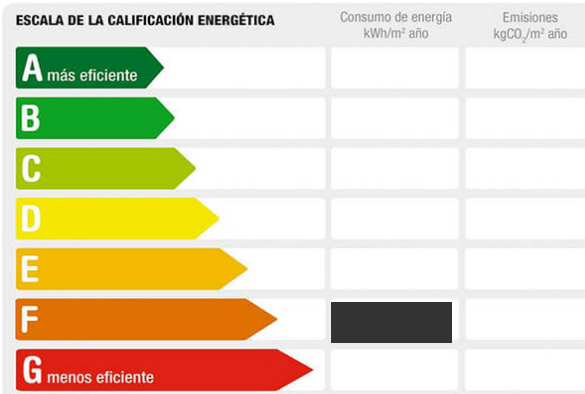 ESCALA DE LA CALIFICACIÓN ENERGÉTICA
Consumo de energía
kWh/m² año
Emisiones
kgCO₂/m² año
A más eficiente
B
C
D
E
F
G menos eficiente